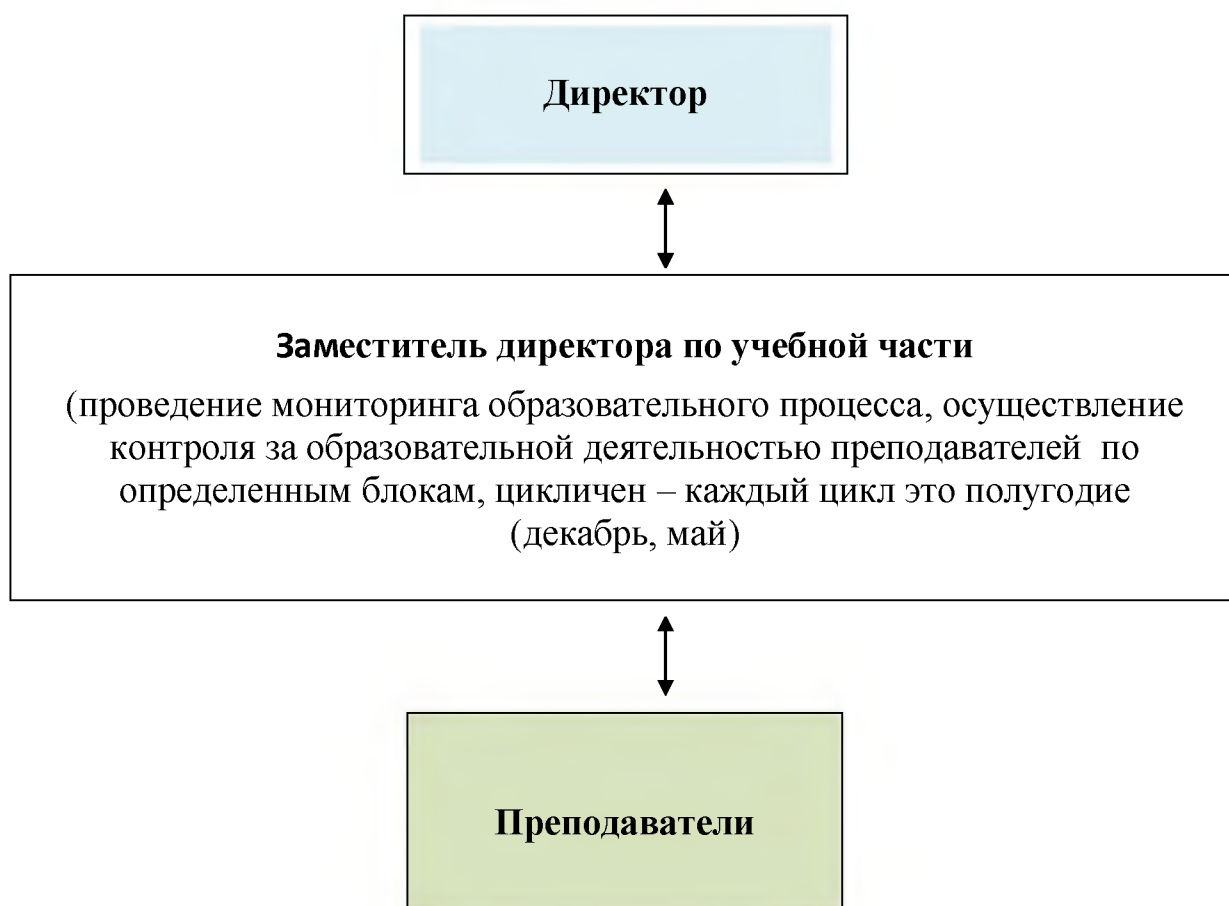 Директор
Заместитель директора по учебной части
(проведение мониторинга образовательного процесса, осуществление
контроля за образовательной деятельностью преподавателей по
определенным блокам, цикличен – каждый цикл это полугодие
(декабрь, май)
Преподаватели